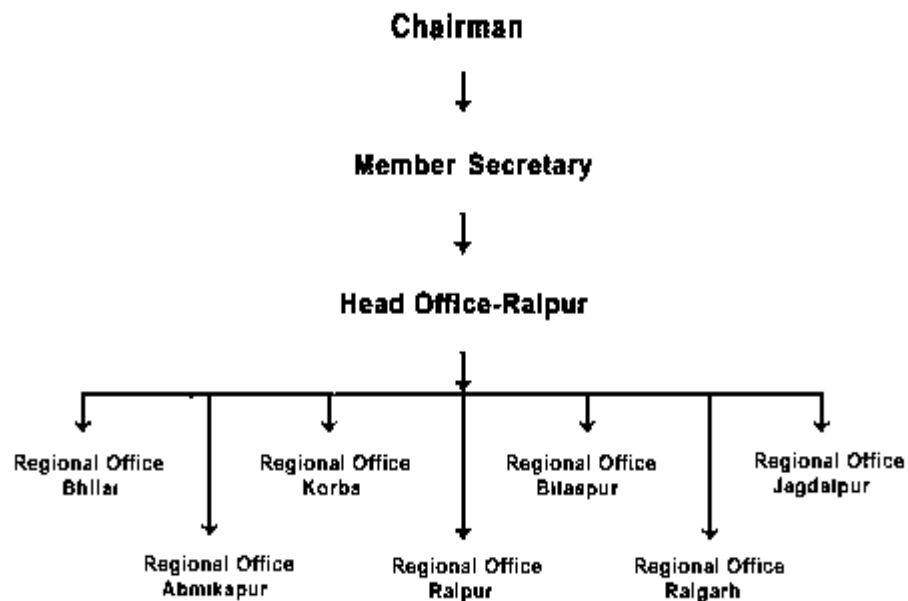 Chairman
Member Secretary
Head Office-Raipur
Regional Office
Bhilai
Regional Office
Korba
Regional Office
Bilaspur
Regional Office
Jagdalpur
Regional Office
Abmikapur
Regional Office
Raipur
Regional Office
Raigarh